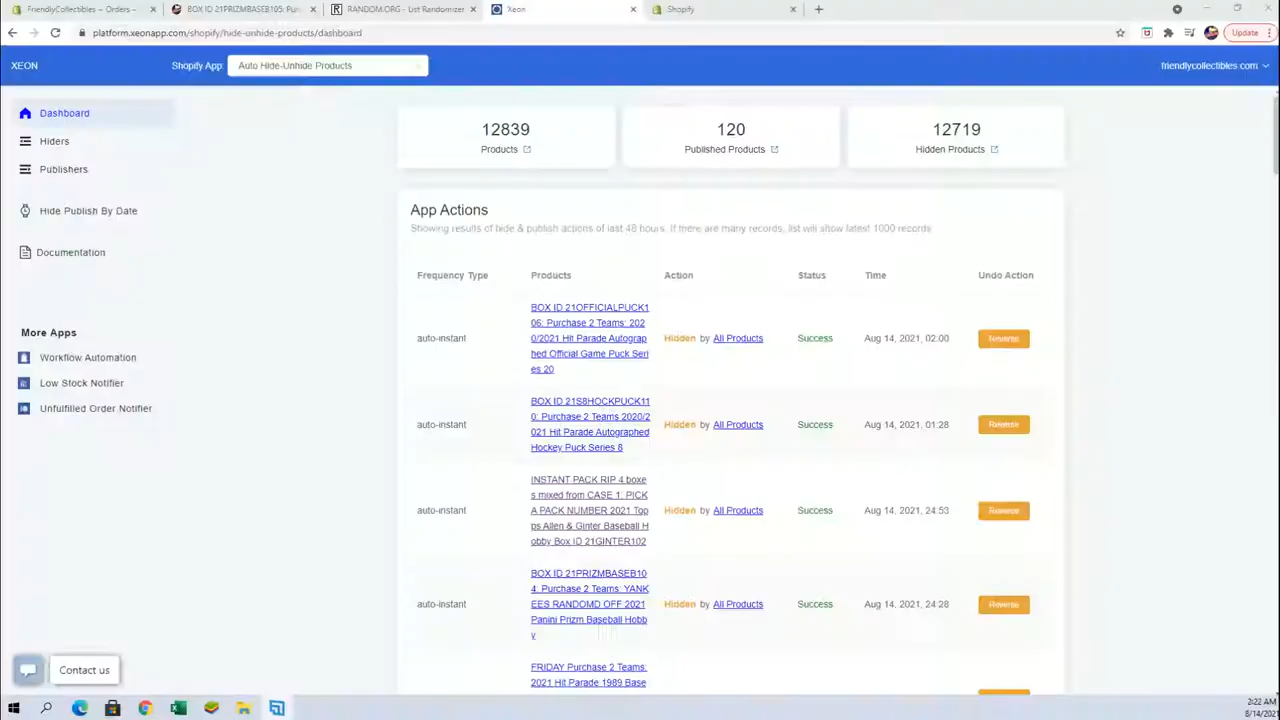 FriendlyCollectibles ~ Orders ~
BOX ID 21PRIZMBASEB105: Pu
RANDOM.ORG - List Randomizer
Xeon
Shopify
platform.xeonapp.com/shopify/hide-unhide-products/dashboard
Update
XEON
Shopify App:
Auto Hide-Unhide Products
friendlycollectibles.com
Dashboard
Hiders
Publishers
Hide Publish By Date
Documentation
More Apps
Workflow Automation
Low Stock Notifier
Unfulfilled Order Notifier
12839
Products
120
Published Products
12719
Hidden Products
App Actions
Showing results of hide & publish actions of last 48 hours. If there are many records, list will show latest 1000 records
Frequency Type Products Action Status Time Undo Action
BOX ID 21OFFICIALPUCK1
06: Purchase 2 Teams: 202
0/2021 Hit Parade Autograp
hed Official Game Puck Seri
es 20
auto-instant
Hidden by All Products
Success
Aug 14, 2021, 02:00
Reverse
BOX ID 21S8HOCKPUCK11
0: Purchase 2 Teams 2020/2
021 Hit Parade Autographed
Hockey Puck Series 8
auto-instant
Hidden by All Products
Success
Aug 14, 2021, 01:28
Reverse
INSTANT PACK RIP 4 boxe
s mixed from CASE 1: PICK
A PACK NUMBER 2021 Top
ps Allen & Ginter Baseball H
obby Box ID 21GINTER102
auto-instant
Hidden by All Products
Success
Aug 14, 2021, 24:53
Reverse
BOX ID 21PRIZMBASEB10
4: Purchase 2 Teams: YANK
EES RANDOMD OFF 2021
Panini Prizm Baseball Hobb
y
auto-instant
Hidden by All Products
Success
Aug 14, 2021, 24:28
Reverse
FRIDAY Purchase 2 Teams:
2021 Hit Parade 1989 Base
Contact us
2:22 AM
8/14/2021